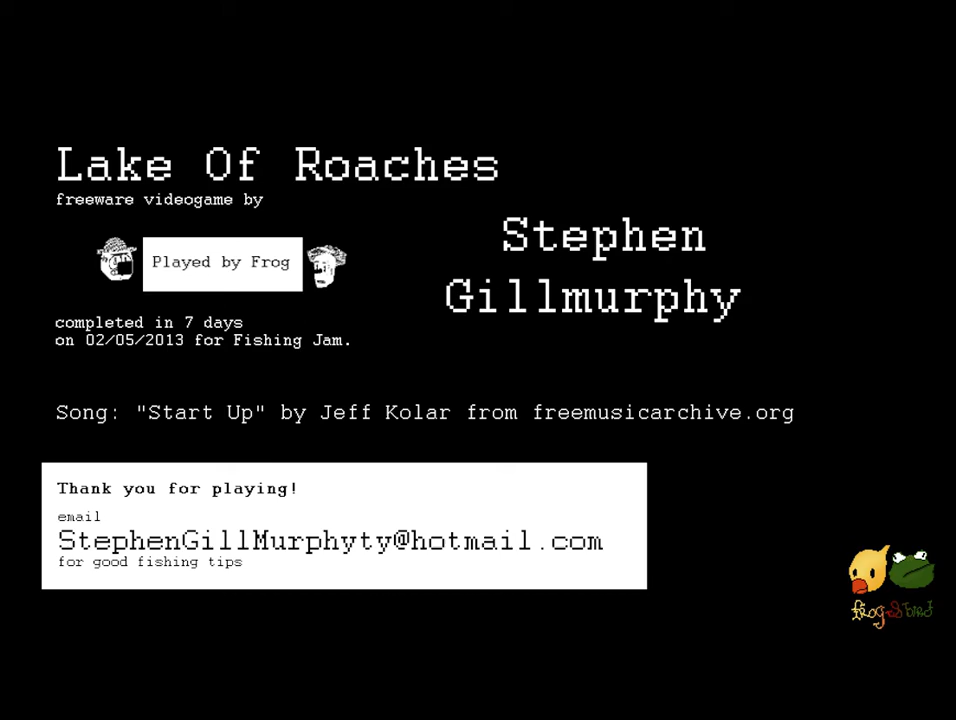 Lake Of Roaches
freeware videogame by
Stephen
Gillmurphy
Played by Frog
completed in 7 days
on 02/05/2013 for Fishing Jam.
Song: "Start Up" by Jeff Kolar from freemusicarchive.org
Thank you for playing!
email
StephenGillMurphyty@hotmail.com
for good fishing tips
frog & bird